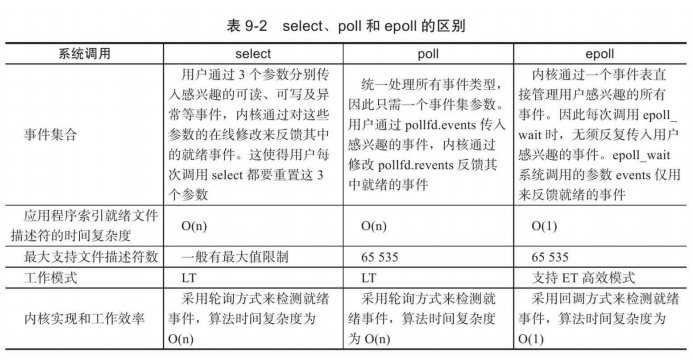 表 9-2 select、poll 和 epoll 的区别
系统调用 select poll epoll
事件集合
用户通过 3 个参数分别传
入感兴趣的可读、可写及异
常等事件，内核通过对这些
参数的在线修改来反馈其中
的就绪事件。这使得用户每
次调用 select 都要重置这 3
个参数
统一处理所有事件类型，
因此只需一个事件集参数。
用户通过 pollfd.events 传入
感兴趣的事件，内核通过
修改 pollfd.revents 反馈其
中就绪的事件
内核通过一个事件表直
接管理用户感兴趣的所有
事件。因此每次调用 epoll_
wait 时，无须反复传入用户
感兴趣的事件。epoll_wait
系统调用的参数 events 仅用
来反馈就绪的事件
应用程序索引就绪文件
描述符的时间复杂度
O(n) O(n) O(1)
最大支持文件描述符数 一般有最大值限制 65 535 65 535
工作模式 LT LT 支持 ET 高效模式
内核实现和工作效率
采用轮询方式来检测就绪
事件，算法时间复杂度为
O(n)
采用轮询方式来检测就
绪事件，算法时间复杂度
为 O(n)
采用回调方式来检测就绪
事件，算法时间复杂度为
O(1)